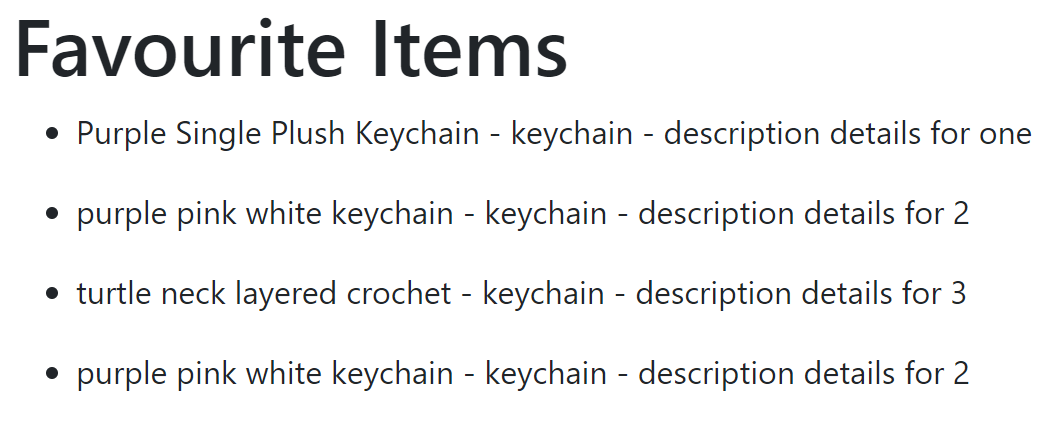 Favourite Items
• Purple Single Plush Keychain - keychain - description details for one
• purple pink white keychain - keychain - description details for 2
• turtle neck layered crochet - keychain - description details for 3
• purple pink white keychain - keychain - description details for 2